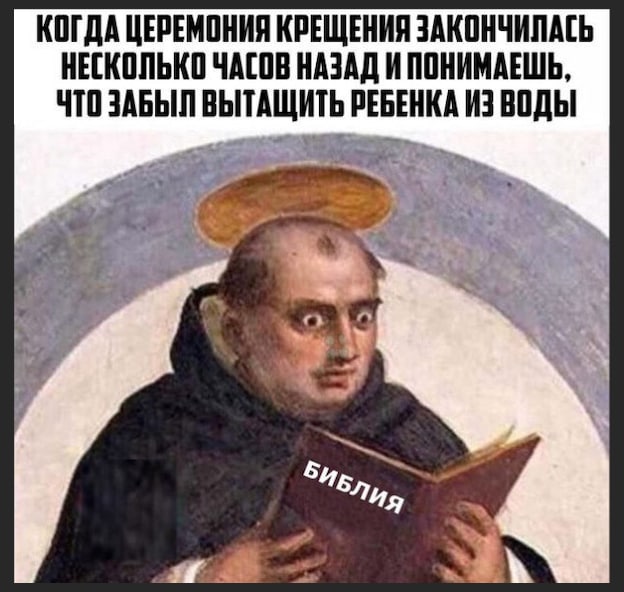 КОГДА ЦЕРЕМОНИЯ КРЕЩЕНИЯ ЗАКОНЧИЛАСЬ
НЕСКОЛЬКО ЧАСОВ НАЗАД И ПОНИМАЕШЬ,
ЧТО ЗАБЫЛ ВЫТАЩИТЬ РЕБЕНКА ИЗ ВОДЫ
БИБЛИЯ